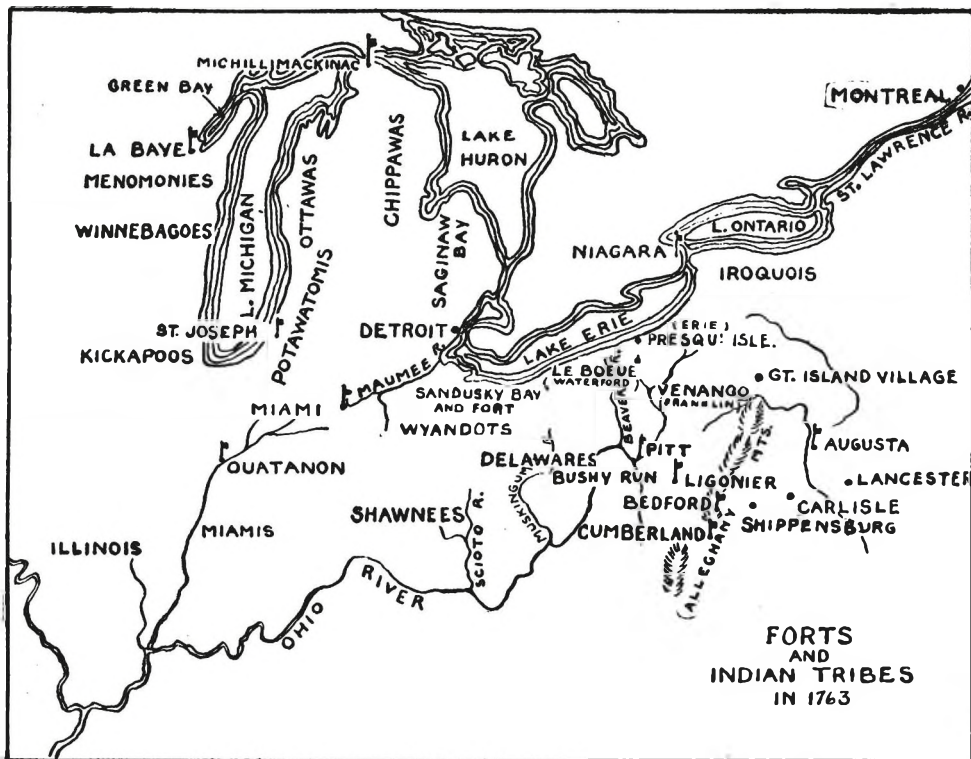 MICHILLIMACKINAC
GREEN BAY
LA BAYE
MENOMONIES
WINNEBAGOES
L. MICHIGAN
OTTAWAS
POTAWATOMIS
ST. JOSEPH
KICKAPOOS
CHIPPAWAS
LAKE
HURON
SAGINAW
BAY
MONTREAL
ST. LAWRENCE R.
L. ONTARIO
NIAGARA
IROQUOIS
DETROIT
LAKE ERIE
(ERIE)
PRESQU' ISLE.
LE BOEUE
WATERFORD)
VENANGO
FRANKLIN
GT. ISLAND VILLAGE
MAUMEE R.
SANDUSKY BAY
AND FORT
WYANDOTS
MIAMI
OUATANON
MIAMIS
ILLINOIS
BEAVER
DELAWARES
PITT
BUSHY RUN
LIGONIER
BEDFORD
CUMBERLAND
AUGUSTA
LANCESTER
CARLISLE
SHIPPENSBURG
(ALLEGHANY MTS.
SHAWNEES
SCIOTO R.
MUSKINGUM
OHIO RIVER
FORTS
AND
INDIAN TRIBES
IN 1763